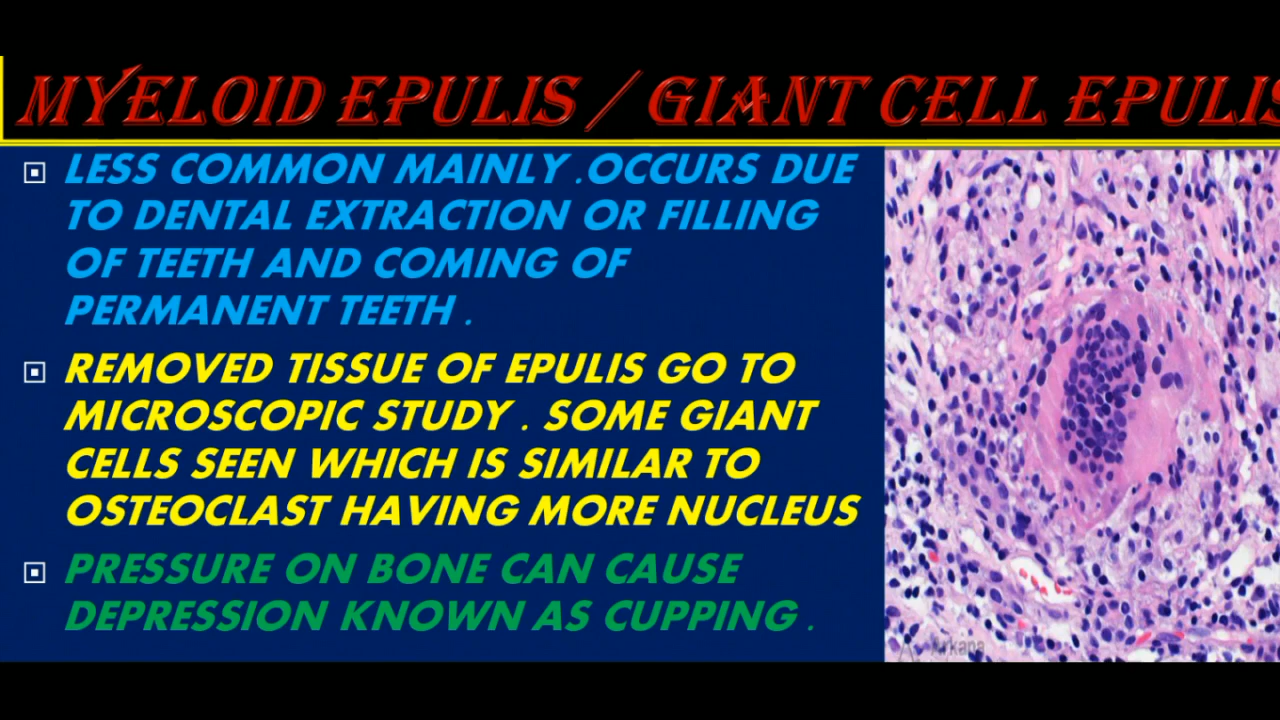 MYELOID EPULIS / GIANT CELL EPULIS
LESS COMMON MAINLY .OCCURS DUE
TO DENTAL EXTRACTION OR FILLING
OF TEETH AND COMING OF
PERMANENT TEETH .
REMOVED TISSUE OF EPULIS GO TO
MICROSCOPIC STUDY . SOME GIANT
CELLS SEEN WHICH IS SIMILAR TO
OSTEOCLAST HAVING MORE NUCLEUS
PRESSURE ON BONE CAN CAUSE
DEPRESSION KNOWN AS CUPPING .
Arkana